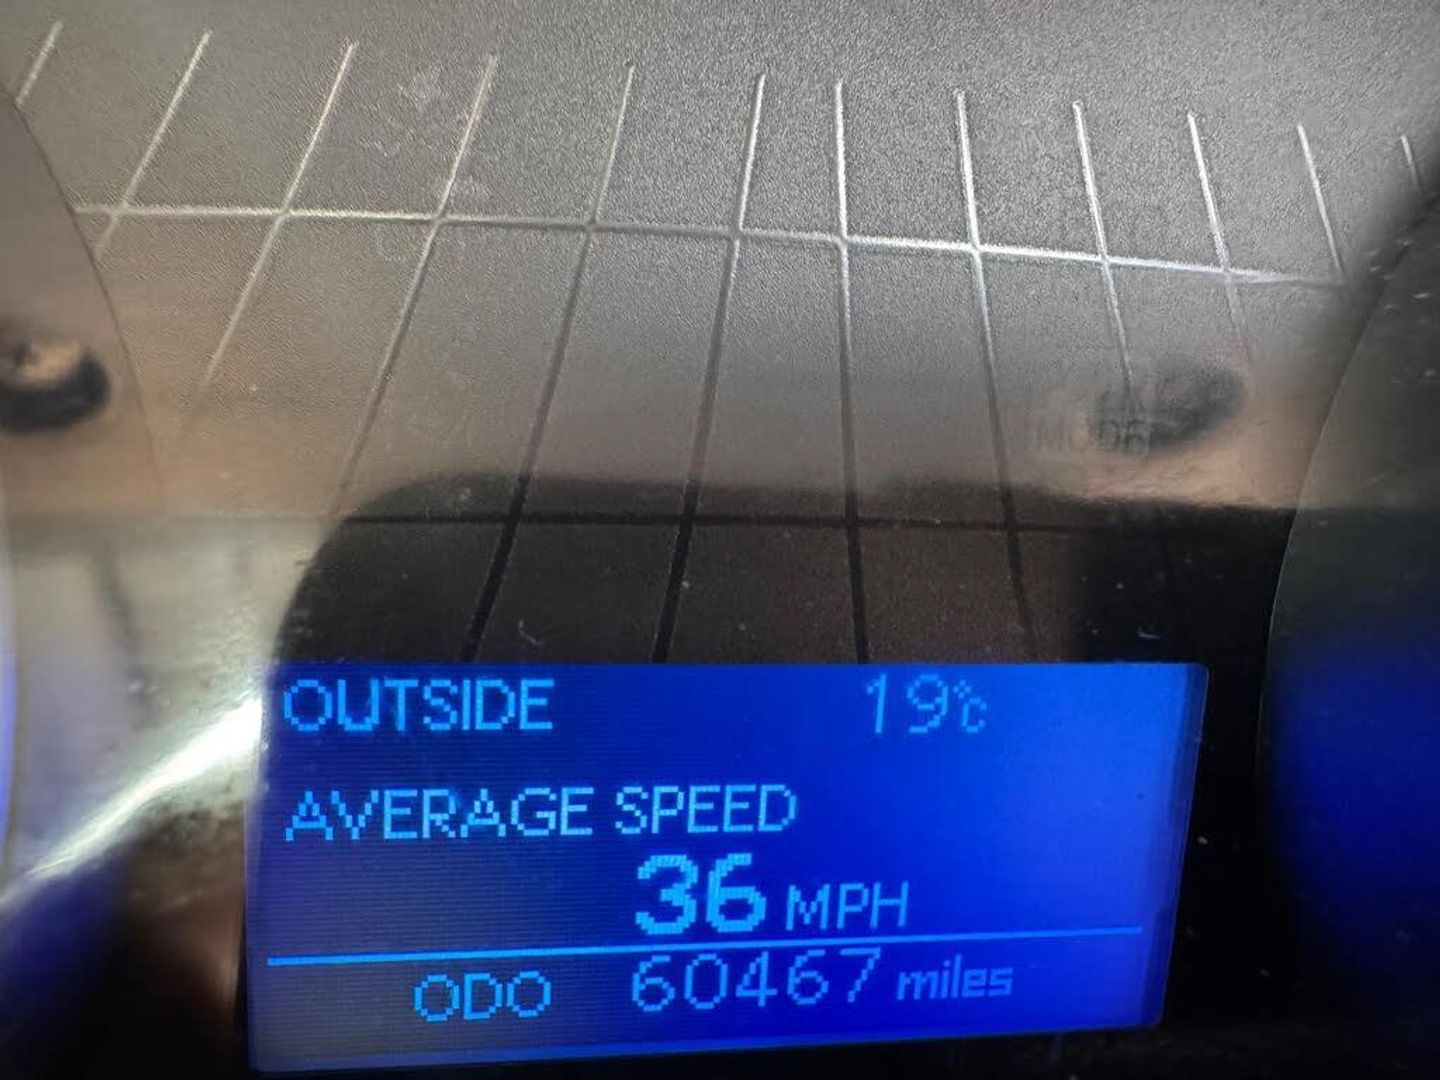 OUTSIDE 19°C
AVERAGE SPEED
36 MPH
ODO 60467 miles